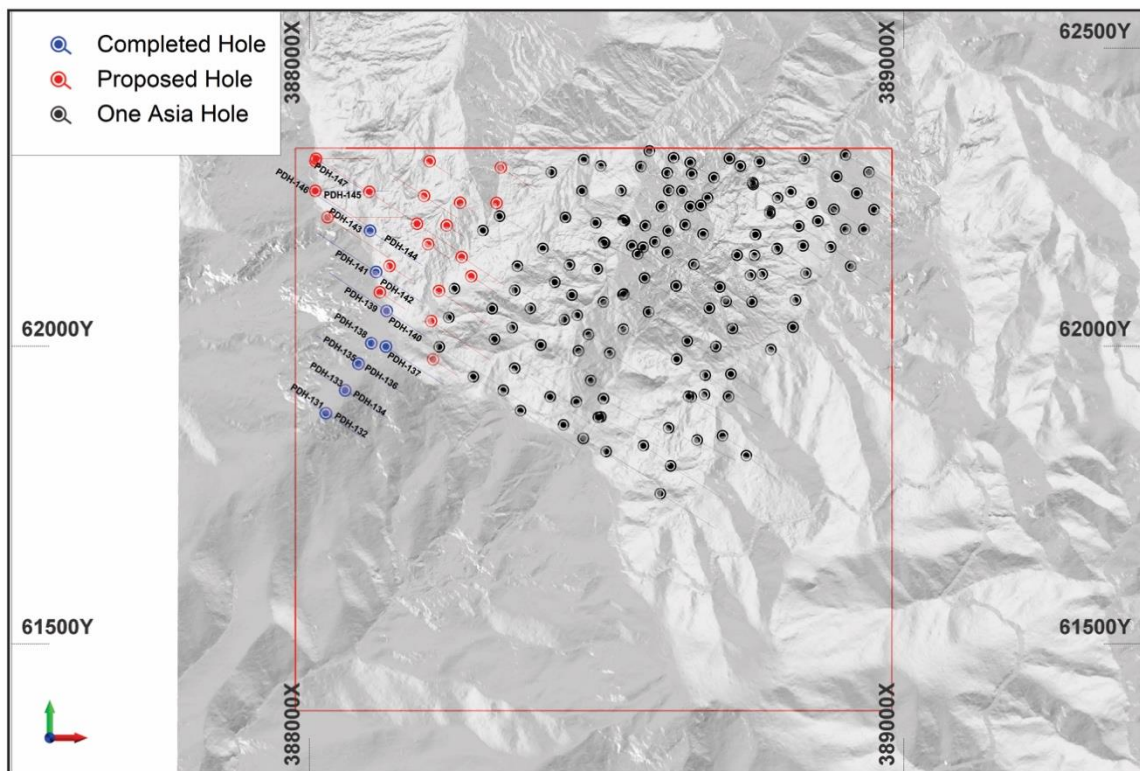 Completed Hole
Proposed Hole
One Asia Hole
388000X
389000X
62500Y
PDH-147
PDH-146
PDH-145
PDH-143
PDH-144
PDH-141
PDH-142
PDH-139
PDH-140
62000Y
62000Y
PDH-138
PDH-137
PDH-135
PDH-136
PDH-133
PDH-134
PDH-131
PDH-132
61500Y
61500Y
388000X
389000X